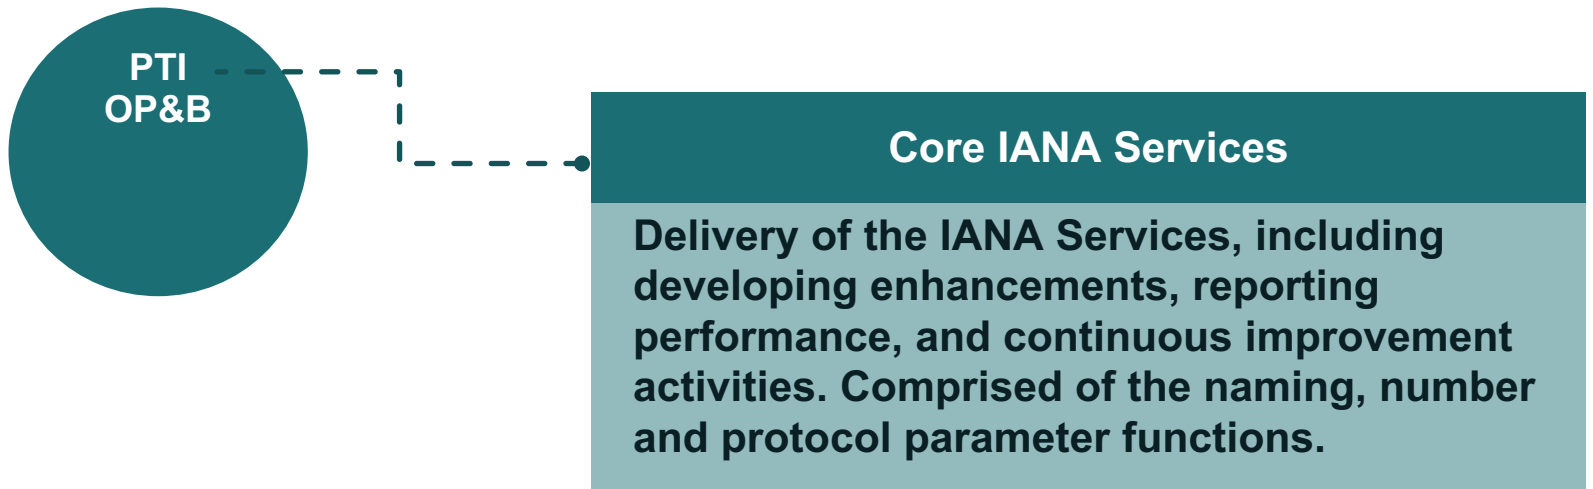 PTI
OP&B
Core IANA Services
Delivery of the IANA Services, including
developing enhancements, reporting
performance, and continuous improvement
activities. Comprised of the naming, number
and protocol parameter functions.